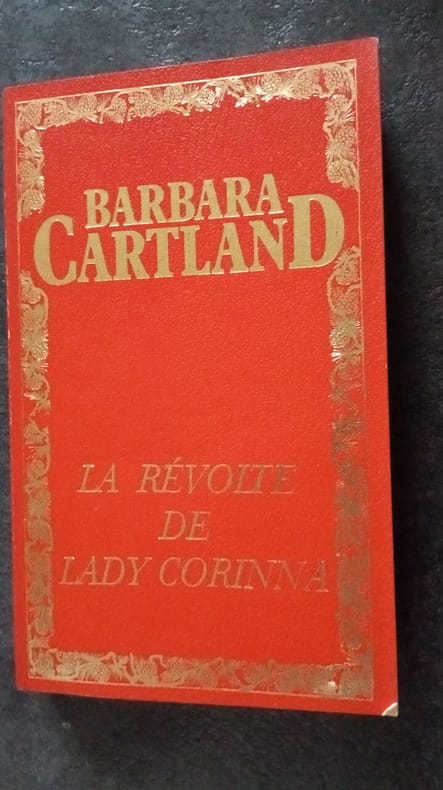 BARBARA
CARTLAND
LA RÉVOLTE
DE
LADY CORINNA